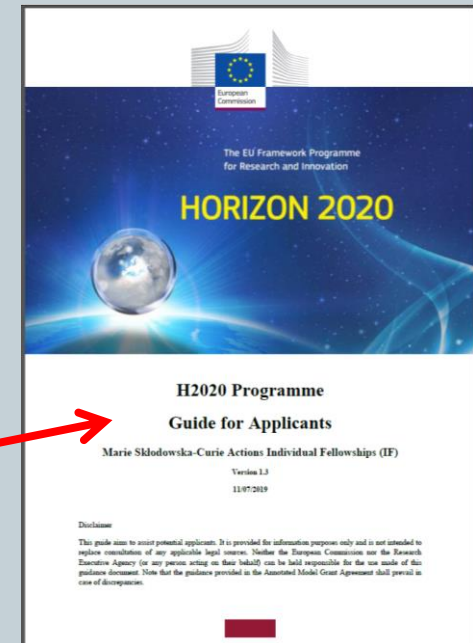 European
Commission
The EU Framework Programme
for Research and Innovation
HORIZON 2020
H2020 Programme
Guide for Applicants
Marie Skłodowska-Curie Actions Individual Fellowships (IF)
Version 1.3
11/07/2019
Disclaimer
This guide aims to assist potential applicants. It is provided for information purposes only and is not intended to
replace consultation of any applicable legal sources. Neither the European Commission nor the Research
Executive Agency (or any person acting on their behalf) can be held responsible for the use made of this
guidance document. Note that the guidance provided in the Annotated Model Grant Agreement shall prevail in
case of discrepancies.